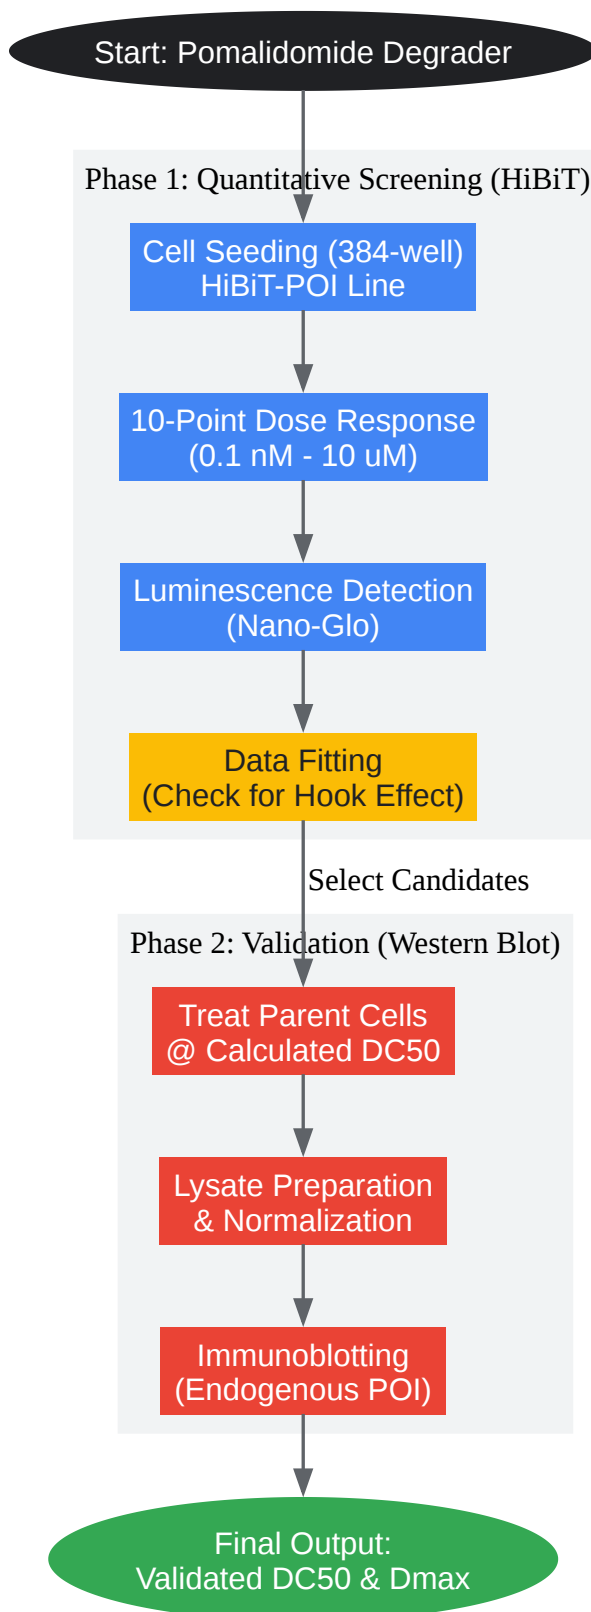 Start: Pomalidomide Degrader
Phase 1: Quantitative Screening (HiBiT)
Cell Seeding (384-well)
HiBiT-POI Line
10-Point Dose Response
(0.1 nM - 10 uM)
Luminescence Detection
(Nano-Glo)
Data Fitting
(Check for Hook Effect)
Select Candidates
Phase 2: Validation (Western Blot)
Treat Parent Cells
@ Calculated DC50
Lysate Preparation
& Normalization
Immunoblotting
(Endogenous POI)
Final Output:
Validated DC50 & Dmax